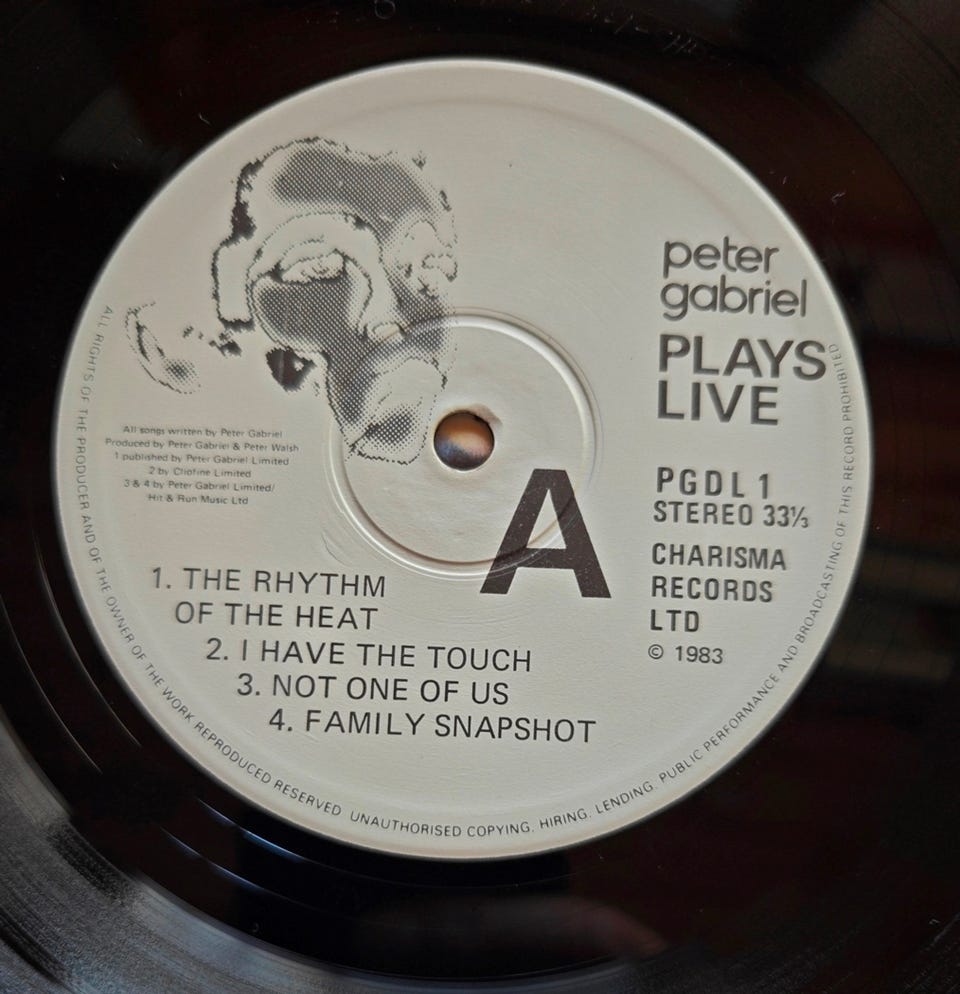 peter
gabriel
PLAYS
LIVE
All songs written by Peter Gabriel
Produced by Peter Gabriel & Peter Walsh
1 published by Peter Gabriel Limited
2 by Cliofine Limited
3 & 4 by Peter Gabriel Limited/
Hit & Run Music Ltd
A
PGDL 1
STEREO 33⅓
CHARISMA
RECORDS
LTD
© 1983
1. THE RHYTHM
OF THE HEAT
2. I HAVE THE TOUCH
3. NOT ONE OF US
4. FAMILY SNAPSHOT
ALL RIGHTS OF THE PRODUCER AND OF THE OWNER OF THE WORK REPRODUCED RESERVED. UNAUTHORISED COPYING, HIRING, LENDING, PUBLIC PERFORMANCE AND BROADCASTING OF THIS RECORD PROHIBITED